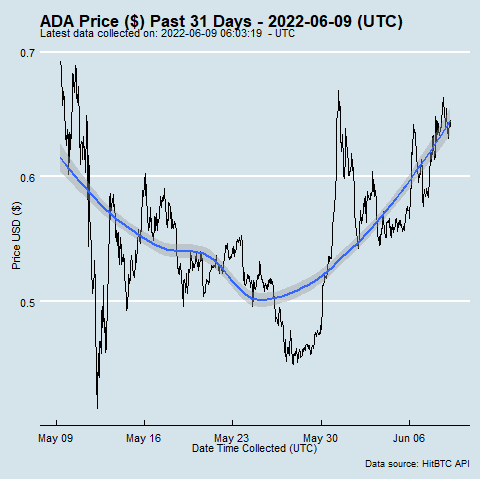 ADA Price ($) Past 31 Days - 2022-06-09 (UTC)
Latest data collected on: 2022-06-09 06:03:19 - UTC
0.7
0.6
0.5
Price USD ($)
May 09 May 16 May 23 May 30 Jun 06
Date Time Collected (UTC)
Data source: HitBTC API